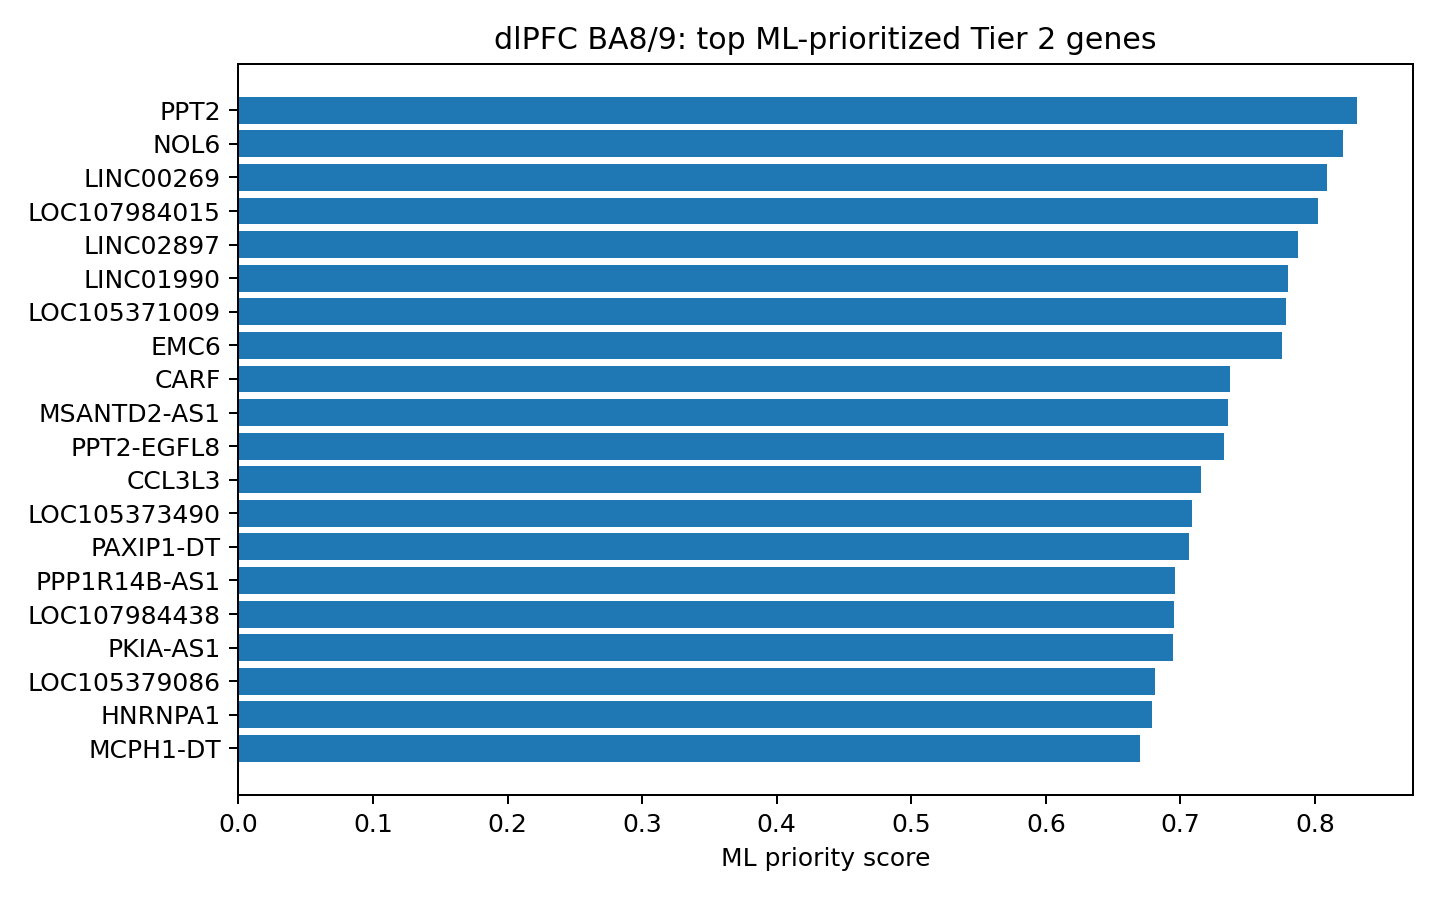 dlPFC BA8/9: top ML-prioritized Tier 2 genes
PPT2
NOL6
LINC00269
LOC107984015
LINC02897
LINC01990
LOC105371009
EMC6
CARF
MSANTD2-AS1
PPT2-EGFL8
CCL3L3
LOC105373490
PAXIP1-DT
PPP1R14B-AS1
LOC107984438
PKIA-AS1
LOC105379086
HNRNPA1
MCPH1-DT
0.0 0.1 0.2 0.3 0.4 0.5 0.6 0.7 0.8
ML priority score